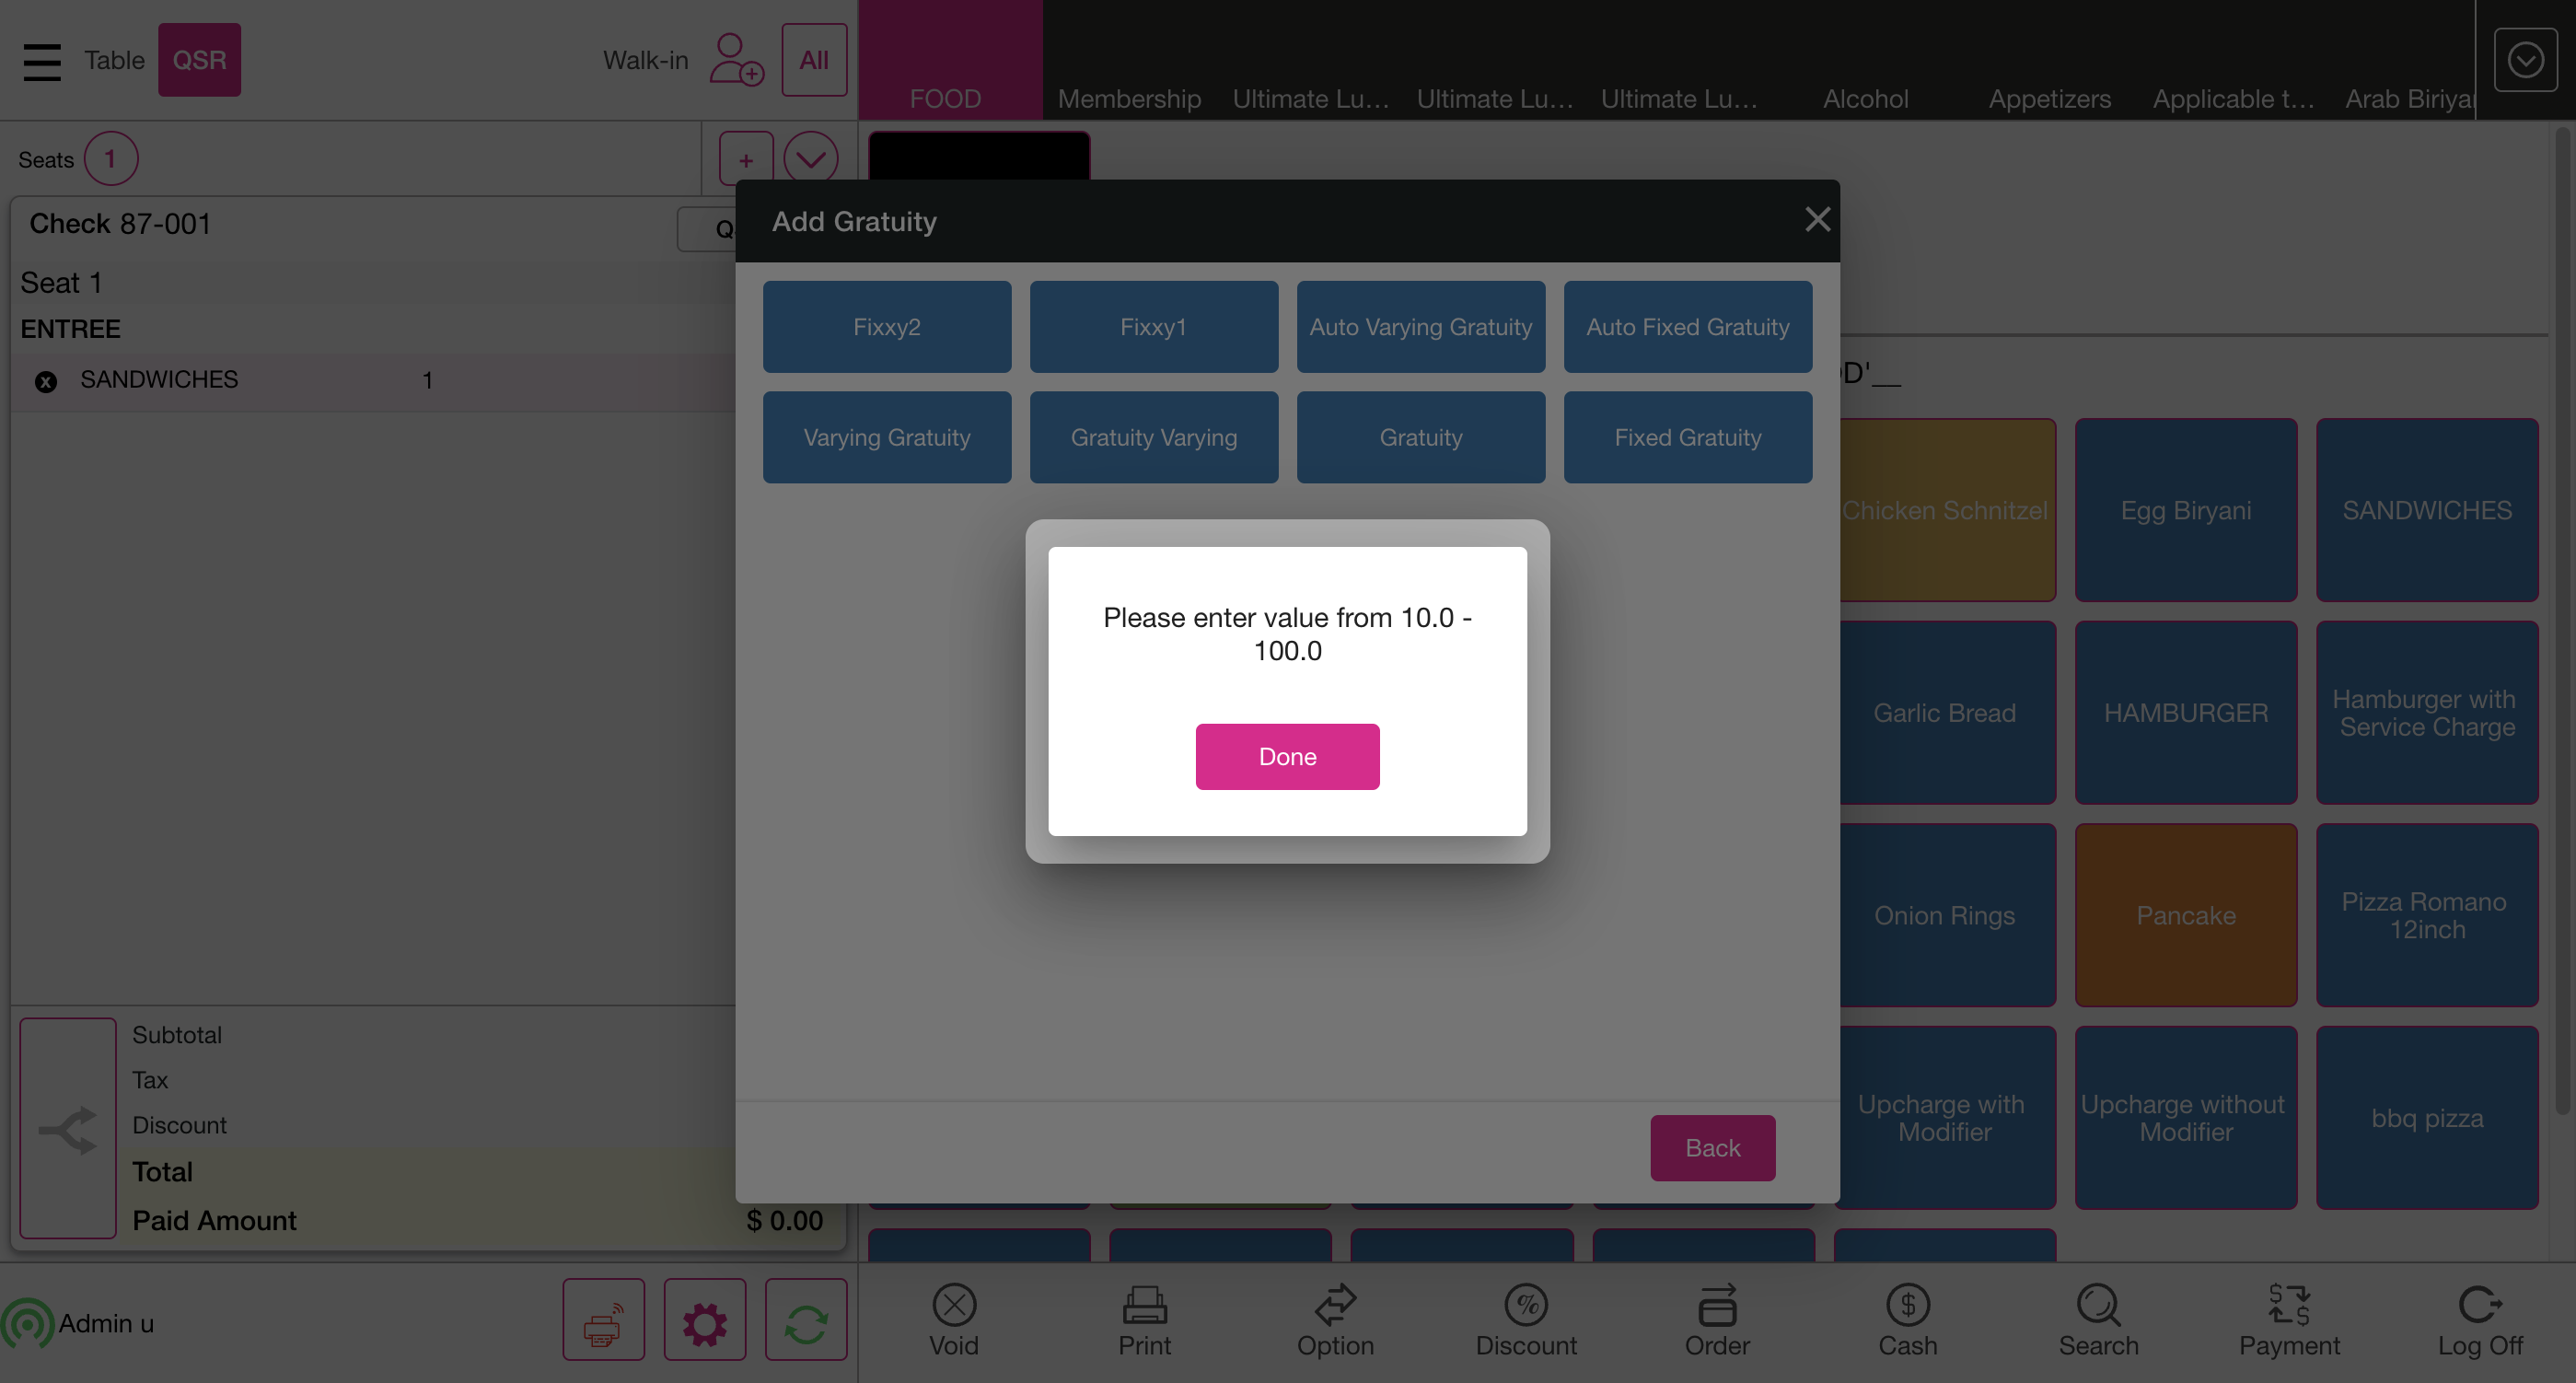 Table
QSR
Walk-in
All
FOOD
Membership
Ultimate Lu...
Ultimate Lu...
Ultimate Lu...
Alcohol
Appetizers
Applicable t...
Seats
1
+
Check 87-001
Seat 1
ENTREE
SANDWICHES
1
Add Gratuity
Fixxy2
Fixxy1
Auto Varying Gratuity
Auto Fixed Gratuity
Varying Gratuity
Gratuity Varying
Gratuity
Fixed Gratuity
Please enter value from 10.0 -
100.0
Done
Back
D'__
Chicken Schnitzel
Egg Biryani
SANDWICHES
Garlic Bread
HAMBURGER
Hamburger with
Service Charge
Onion Rings
Pancake
Pizza Romano
12inch
Upcharge with
Modifier
Upcharge without
Modifier
bbq pizza
Subtotal
Tax
Discount
Total
Paid Amount
$ 0.00
Admin u
Void
Print
Option
Discount
Order
Cash
Search
Payment
Log Off